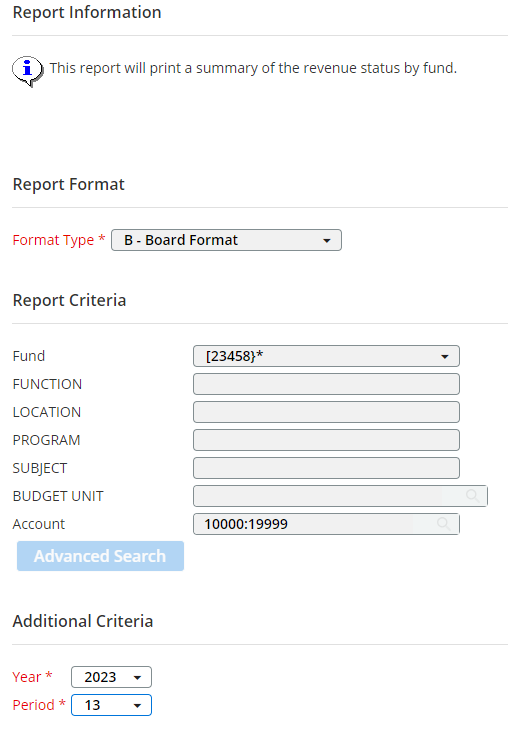 Report Information
This report will print a summary of the revenue status by fund.
Report Format
Format Type * B - Board Format
Report Criteria
Fund [23458}*
FUNCTION
LOCATION
PROGRAM
SUBJECT
BUDGET UNIT
Account 10000:19999
Advanced Search
Additional Criteria
Year * 2023
Period * 13